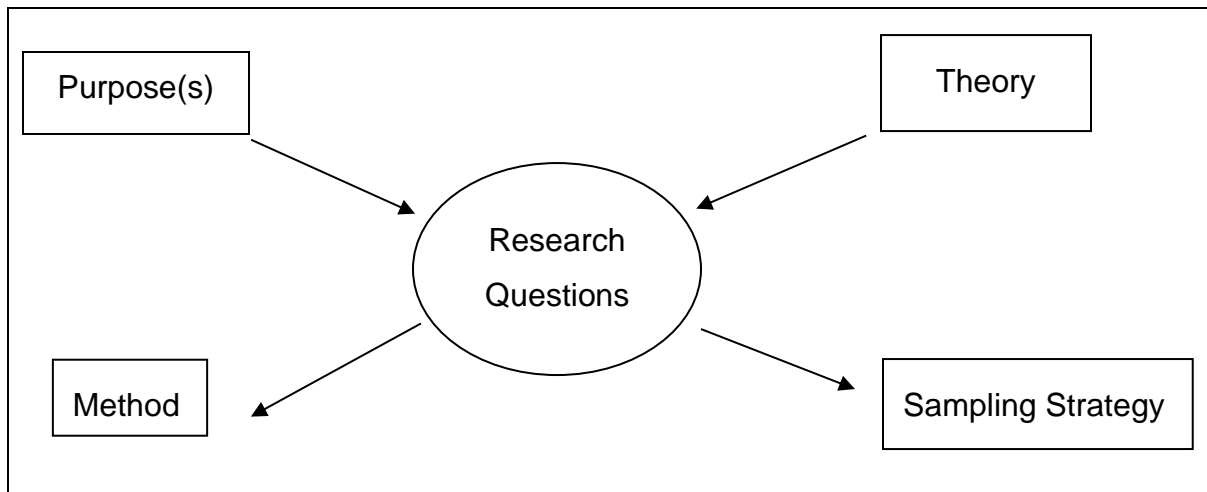 Purpose(s)
Theory
Research
Questions
Method
Sampling Strategy